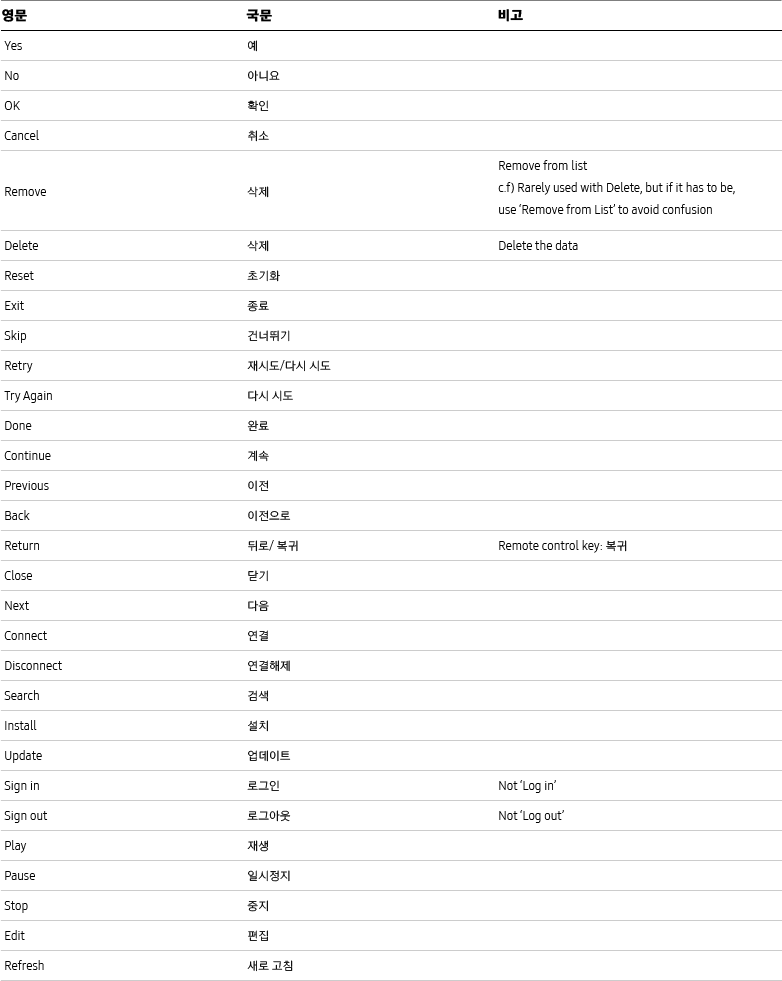 영문 국문 비고
Yes 예
No 아니요
OK 확인
Cancel 취소
Remove from list
Remove 삭제 c.f) Rarely used with Delete, but if it has to be,
use ‘Remove from List’ to avoid confusion
Delete 삭제 Delete the data
Reset 초기화
Exit 종료
Skip 건너뛰기
Retry 재시도/다시 시도
Try Again 다시 시도
Done 완료
Continue 계속
Previous 이전
Back 이전으로
Return 뒤로/ 복귀 Remote control key: 복귀
Close 닫기
Next 다음
Connect 연결
Disconnect 연결해제
Search 검색
Install 설치
Update 업데이트
Sign in 로그인 Not ‘Log in’
Sign out 로그아웃 Not ‘Log out’
Play 재생
Pause 일시정지
Stop 중지
Edit 편집
Refresh 새로 고침